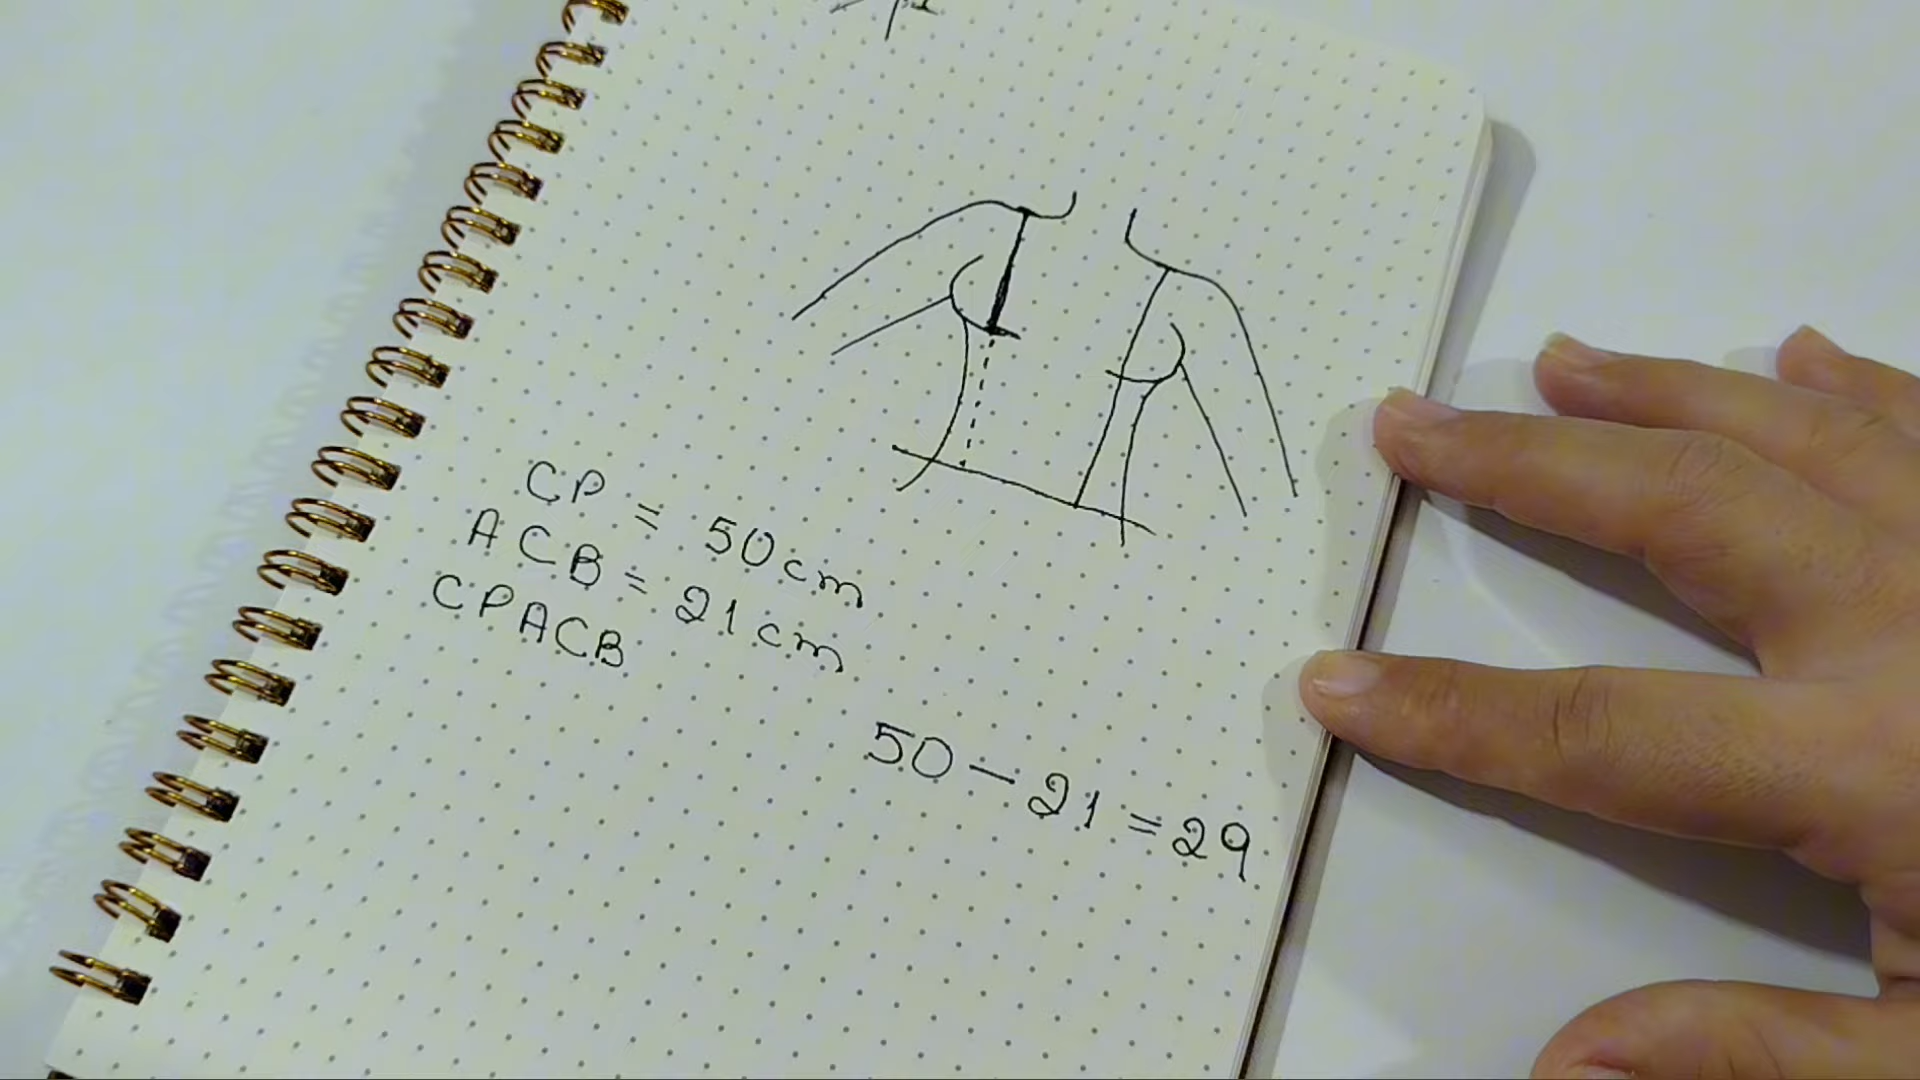 CP = 50cm
ACB = 21cm
CPACB
50 - 21 = 29